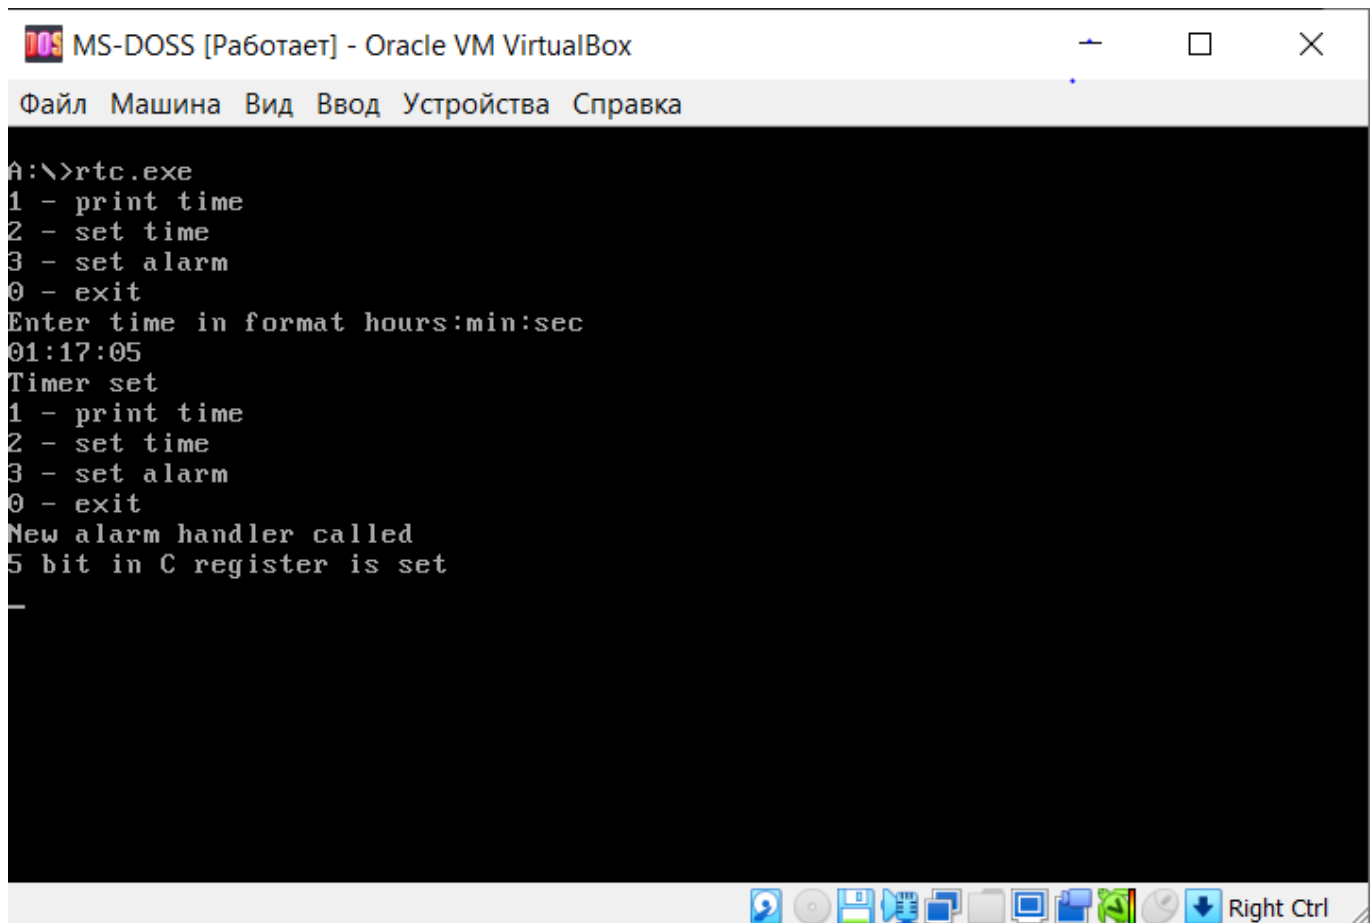 DOS MS-DOSS [Работает] - Oracle VM VirtualBox
Файл Машина Вид Ввод Устройства Справка
A:\>rtc.exe
1 - print time
2 - set time
3 - set alarm
0 - exit
Enter time in format hours:min:sec
01:17:05
Timer set
1 - print time
2 - set time
3 - set alarm
0 - exit
New alarm handler called
5 bit in C register is set
_
Right Ctrl